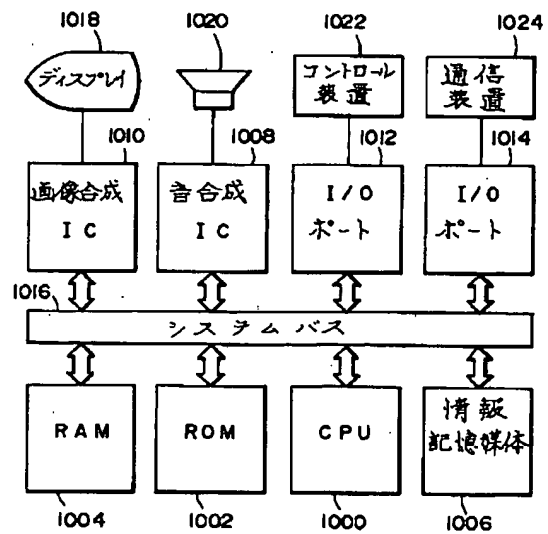 1018
1020
1022
1024
ディスプレイ
コントロール
装置
通信
装置
1010
1008
1012
1014
画像合成
IC
音合成
IC
I/O
ポート
I/O
ポート
1016
システムバス
RAM
ROM
CPU
情報
記憶媒体
1004
1002
1000
1006